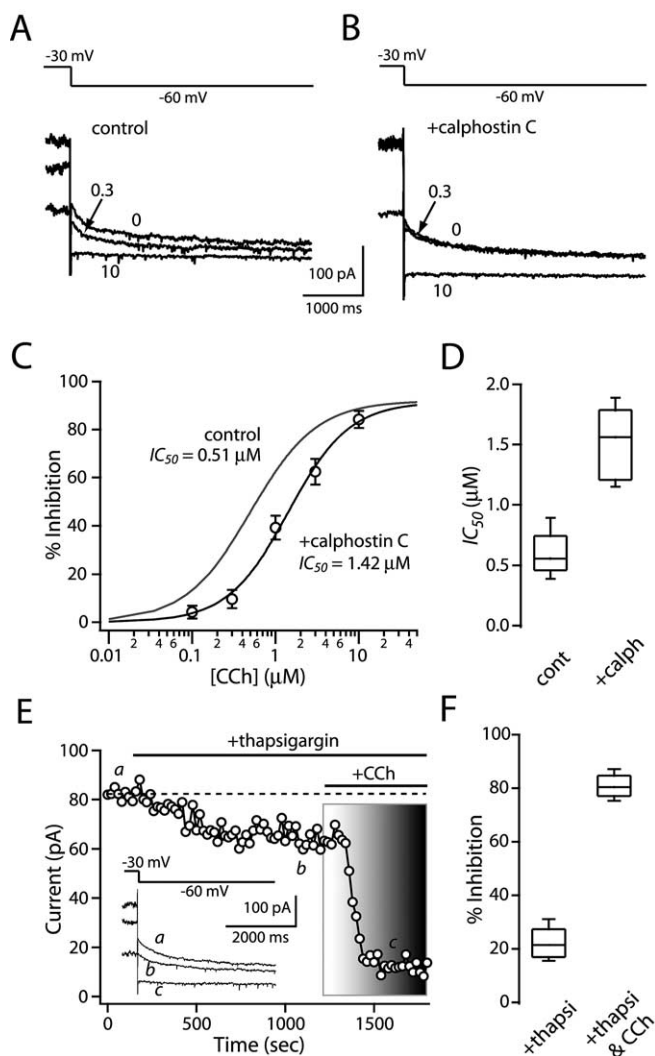 A
-30 mV
-60 mV
control
0.3
0
10
100 pA
1000 ms
B
-30 mV
-60 mV
+calphostin C
0.3
0
10
C
100
80
60
40
20
0
% Inhibition
control
IC50 = 0.51 μM
+calphostin C
IC50 = 1.42 μM
0.01 2 4 6 0.1 2 4 6 1 2 4 6 10 2 4
[CCh] (μM)
D
2.0
1.5
1.0
0.5
0.0
IC50 (μM)
cont
+calph
E
+thapsigargin
+CCh
100
80
60
40
20
0
Current (pA)
a
b
c
-30 mV
-60 mV
100 pA
2000 ms
a
b
c
0 500 1000 1500
Time (sec)
F
100
80
60
40
20
0
% Inhibition
+thapsi
+thapsi
& CCh